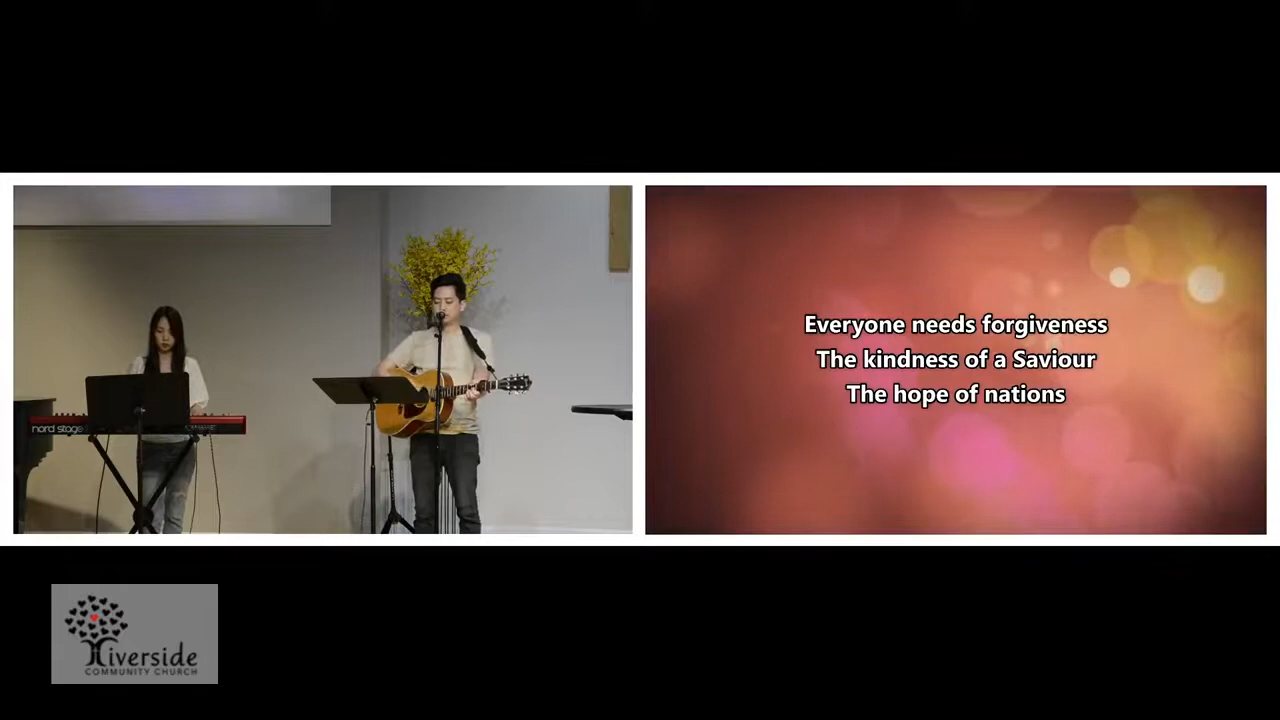 nord stage
Everyone needs forgiveness
The kindness of a Saviour
The hope of nations
Riverside
COMMUNITY CHURCH